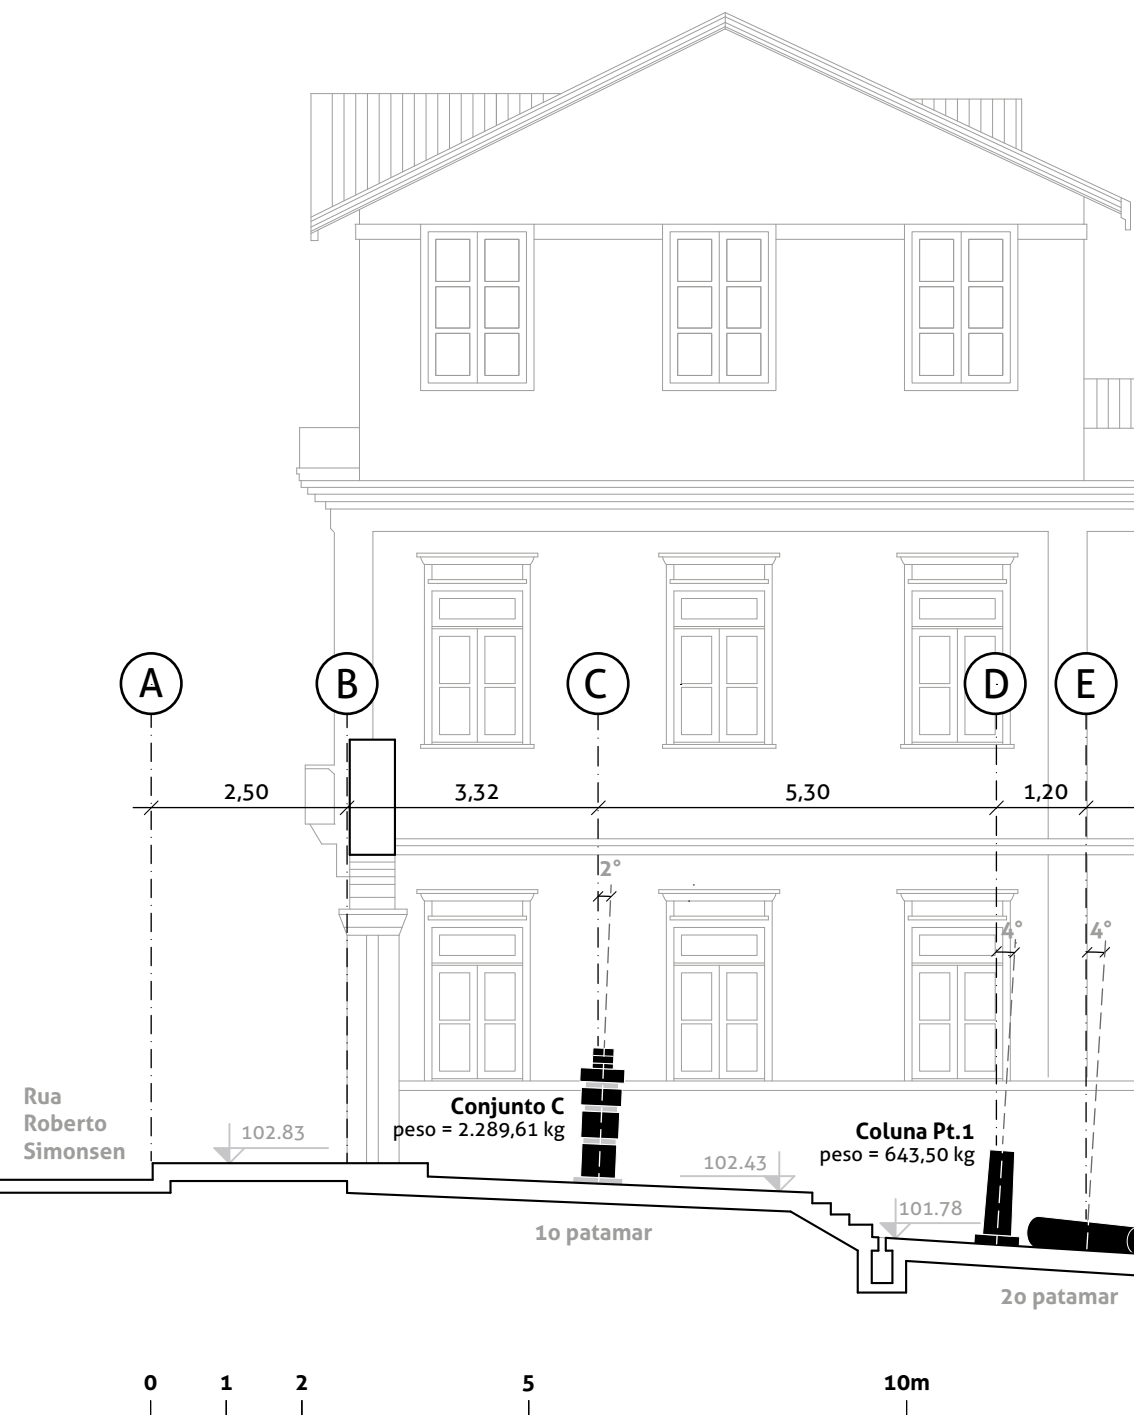 A
B
C
D
E
2,50
3,32
5,30
1,20
2°
4°
4°
Rua
Roberto
Simonsen
102.83
Conjunto C
peso = 2.289,61 kg
Coluna Pt.1
peso = 643,50 kg
102.43
101.78
1o patamar
2o patamar
0
1
2
5
10m